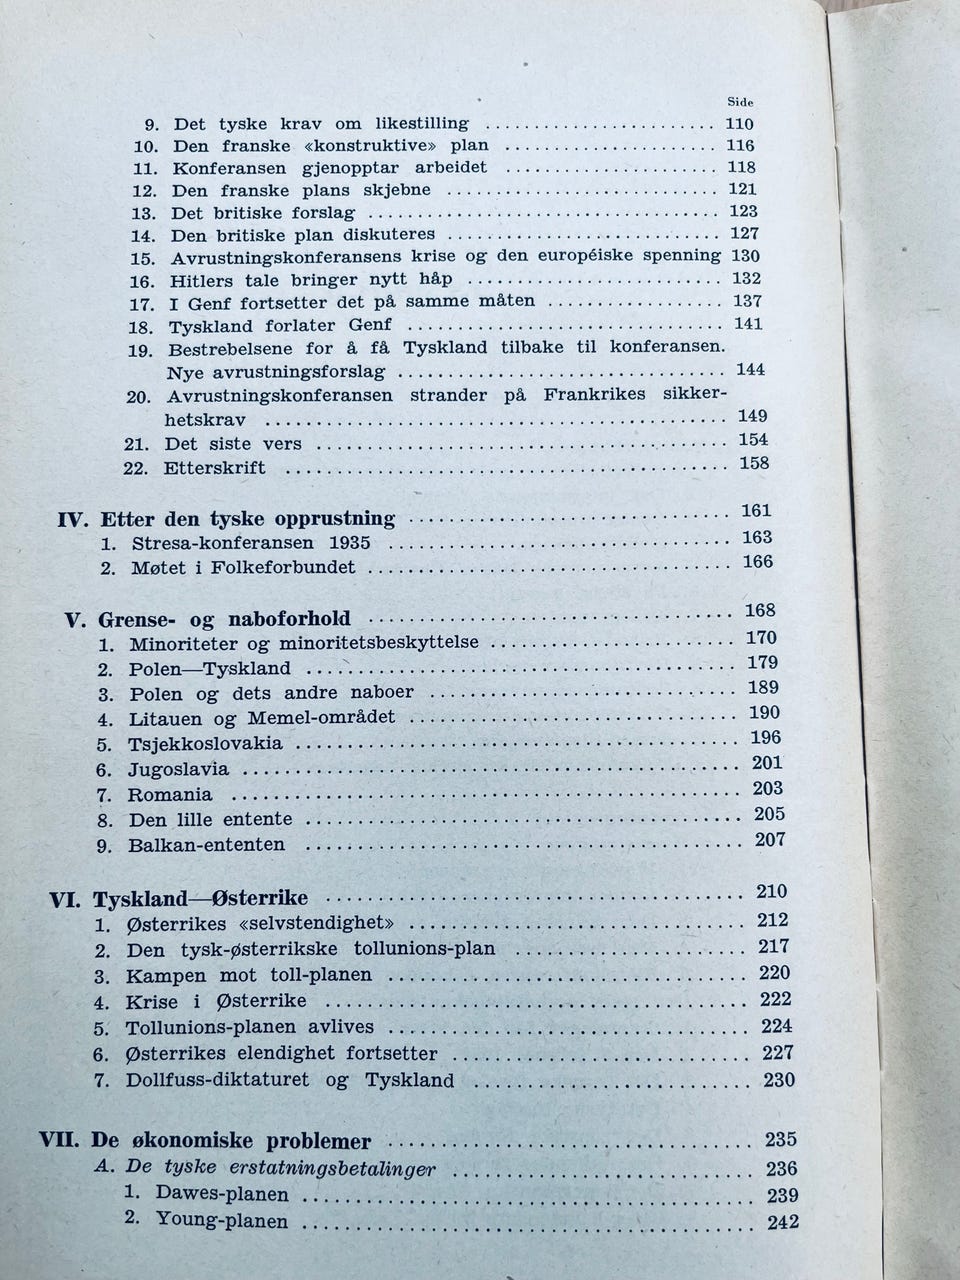 Side
9. Det tyske krav om likestilling ........................ 110
10. Den franske «konstruktive» plan ...................... 116
11. Konferansen gjenopptar arbeidet ...................... 118
12. Den franske plans skjebne ............................ 121
13. Det britiske forslag .................................... 123
14. Den britiske plan diskuteres ............................ 127
15. Avrustningskonferansens krise og den européiske spenning 130
16. Hitlers tale bringer nytt håp .......................... 132
17. I Genf fortsetter det på samme måten .................. 137
18. Tyskland forlater Genf ................................ 141
19. Bestrebelsene for å få Tyskland tilbake til konferansen.
Nye avrustningsforslag .................................. 144
20. Avrustningskonferansen strander på Frankrikes sikker-
hetskrav ................................................ 149
21. Det siste vers .......................................... 154
22. Etterskrift .............................................. 158
IV. Etter den tyske opprustning ................................ 161
1. Stresa-konferansen 1935 .................................. 163
2. Møtet i Folkeforbundet .................................... 166
V. Grense- og naboforhold .................................... 168
1. Minoriteter og minoritetsbeskyttelse ........................ 170
2. Polen—Tyskland .......................................... 179
3. Polen og dets andre naboer .............................. 189
4. Litauen og Memel-området ................................ 190
5. Tsjekkoslovakia ............................................ 196
6. Jugoslavia ................................................ 201
7. Romania .................................................. 203
8. Den lille entente .......................................... 205
9. Balkan-ententen .......................................... 207
VI. Tyskland—Østerrike ........................................ 210
1. Østerrikes «selvstendighet» ................................ 212
2. Den tysk-østerrikske tollunions-plan ...................... 217
3. Kampen mot toll-planen .................................. 220
4. Krise i Østerrike .......................................... 222
5. Tollunions-planen avlives .................................. 224
6. Østerrikes elendighet fortsetter ............................ 227
7. Dollfuss-diktaturet og Tyskland .......................... 230
VII. De økonomiske problemer .................................. 235
A. De tyske erstatningsbetalinger ............................ 236
1. Dawes-planen ............................................ 239
2. Young-planen ............................................ 242